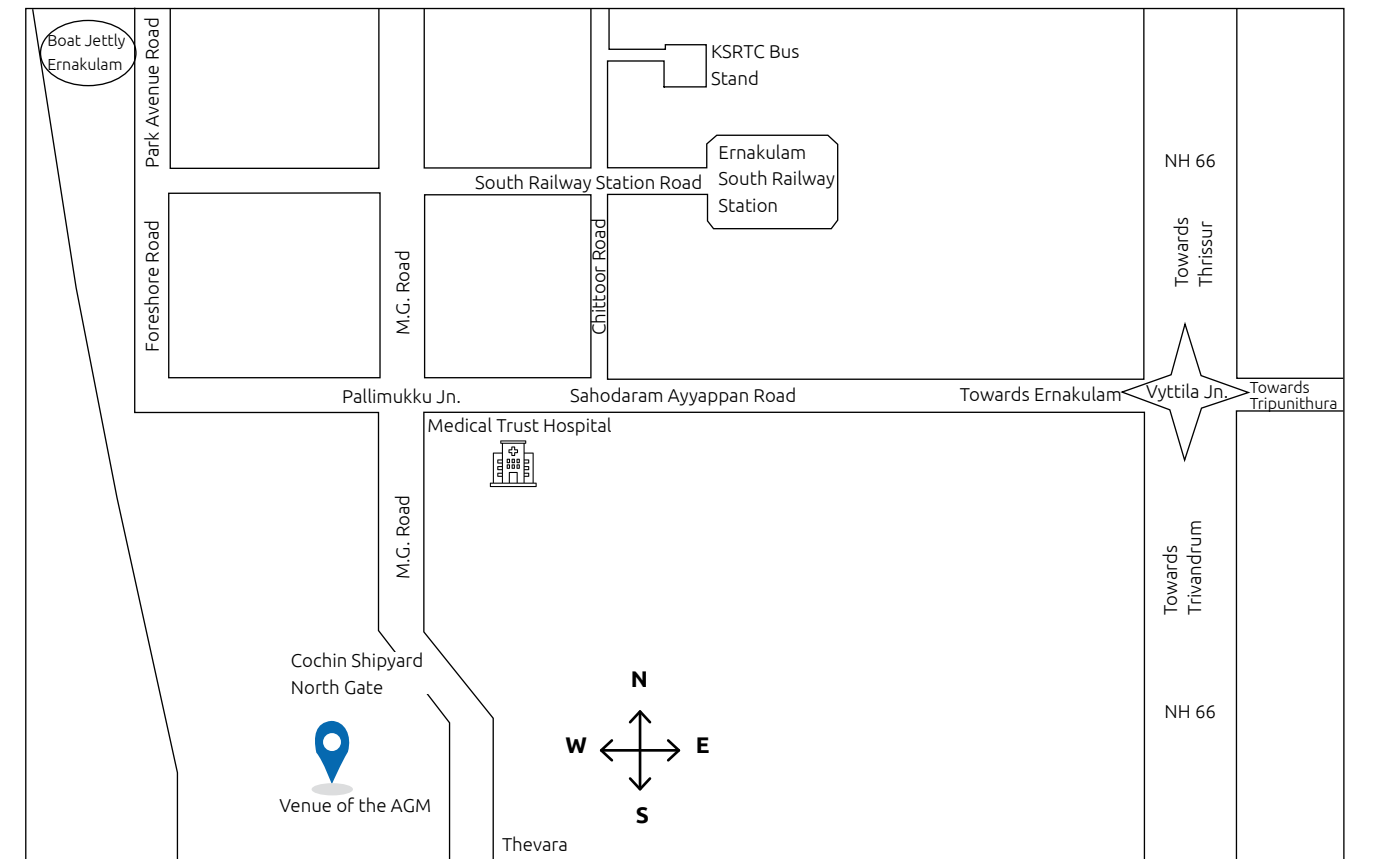 Boat Jettly
Ernakulam
Park Avenue Road
KSRTC Bus
Stand
Ernakulam
South Railway
Station
South Railway Station Road
NH 66
Foreshore Road
M.G. Road
Chittoor Road
Towards
Thrissur
Pallimukku Jn.
Sahodaram Ayyappan Road
Towards Ernakulam
Vyttila Jn.
Towards
Tripunithura
Medical Trust Hospital
M.G. Road
Towards
Trivandrum
Cochin Shipyard
North Gate
N
W
E
S
NH 66
Venue of the AGM
Thevara